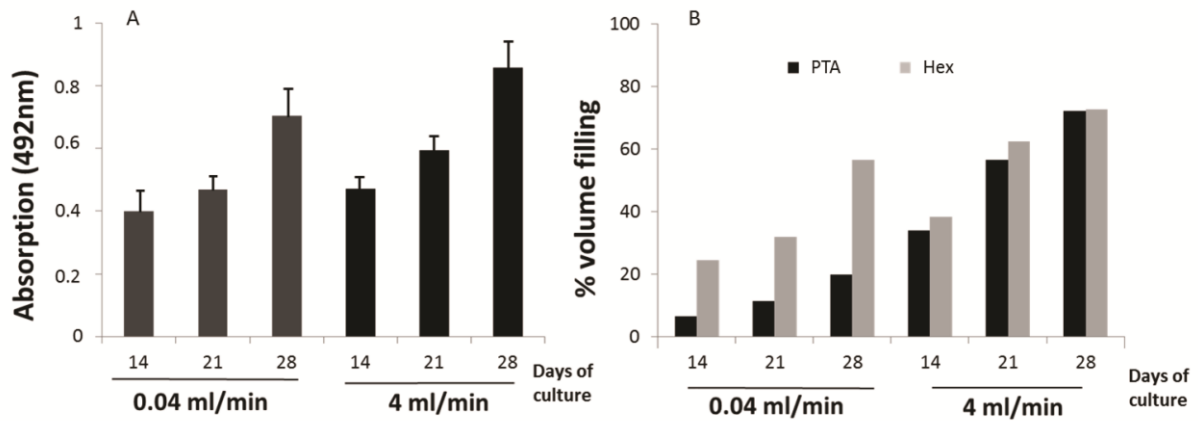 A
Absorption (492nm)
1
0.8
0.6
0.4
0.2
0
14 21 28 14 21 28
Days of
culture
0.04 ml/min 4 ml/min
B
% volume filling
100
80
60
40
20
0
PTA Hex
14 21 28 14 21 28
Days of
culture
0.04 ml/min 4 ml/min